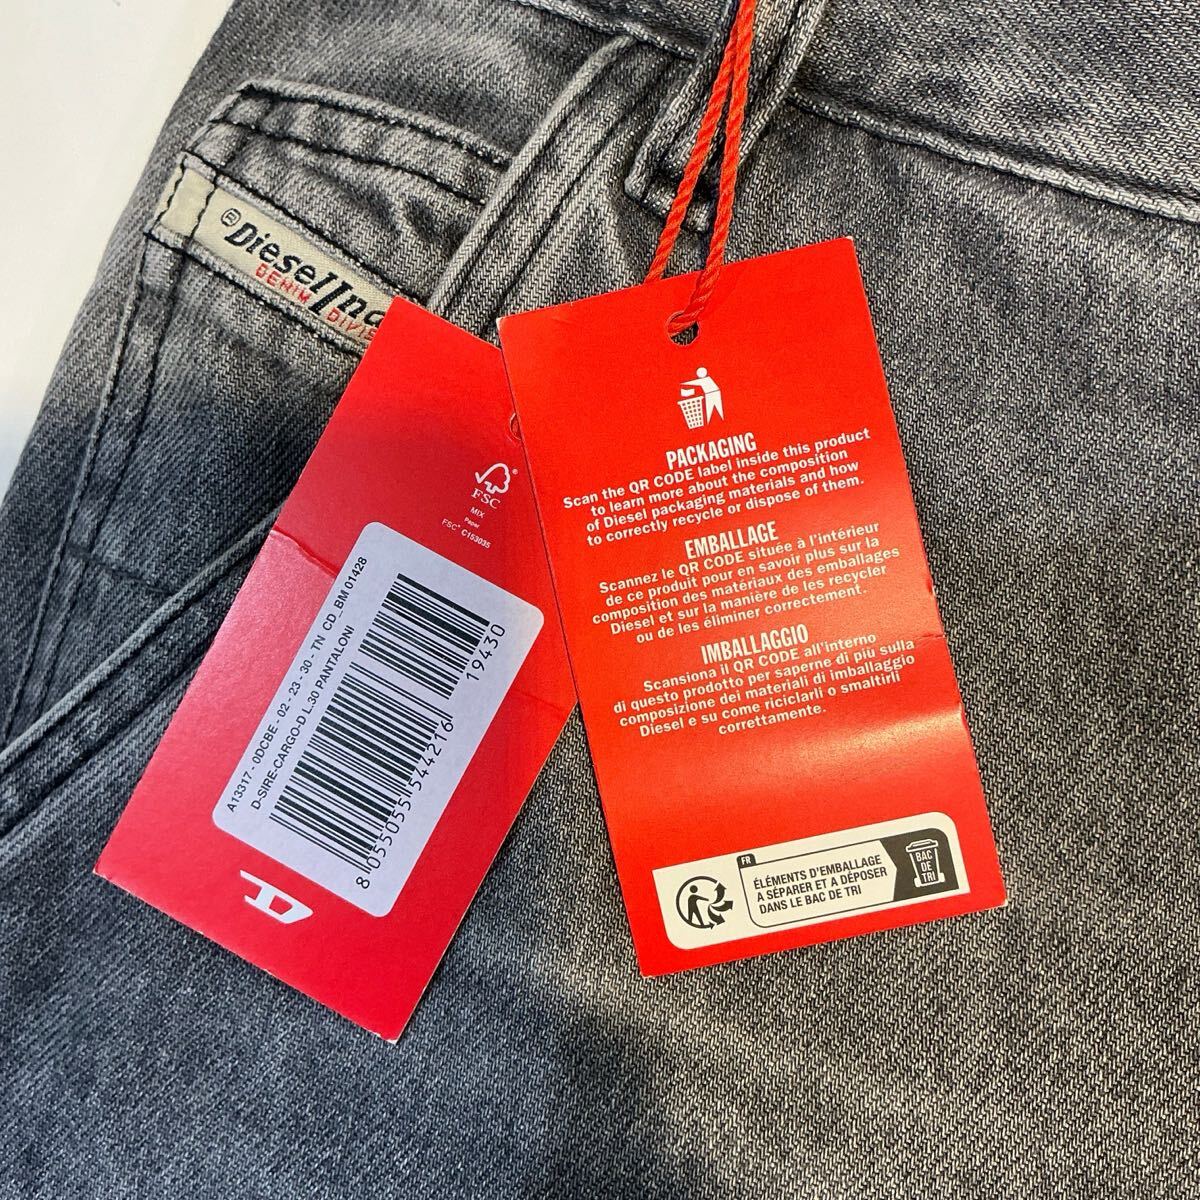 Diesel Ind
DENIM DIVIS
FSC
MIX
Paper
FSC® C153035
A13317 - 0DCBE - 02 - 23 - 30 - TN CD_BM 01428
D-SIRE-CARGO-D L.30 PANTALONI
8 055055 544216
19430
D
PACKAGING
Scan the QR CODE label inside this product
to learn more about the composition
of Diesel packaging materials and how
to correctly recycle or dispose of them.
EMBALLAGE
Scannez le QR CODE située à l'intérieur
de ce produit pour en savoir plus sur la
composition des matériaux des emballages
Diesel et sur la manière de les recycler
ou de les éliminer correctement.
IMBALLAGGIO
Scansiona il QR CODE all'interno
di questo prodotto per saperne di più sulla
composizione dei materiali di imballaggio
Diesel e su come riciclarli o smaltirli
correttamente.
FR
ÉLÉMENTS D'EMBALLAGE
À SÉPARER ET À DÉPOSER
DANS LE BAC DE TRI
BAC
DE
TRI